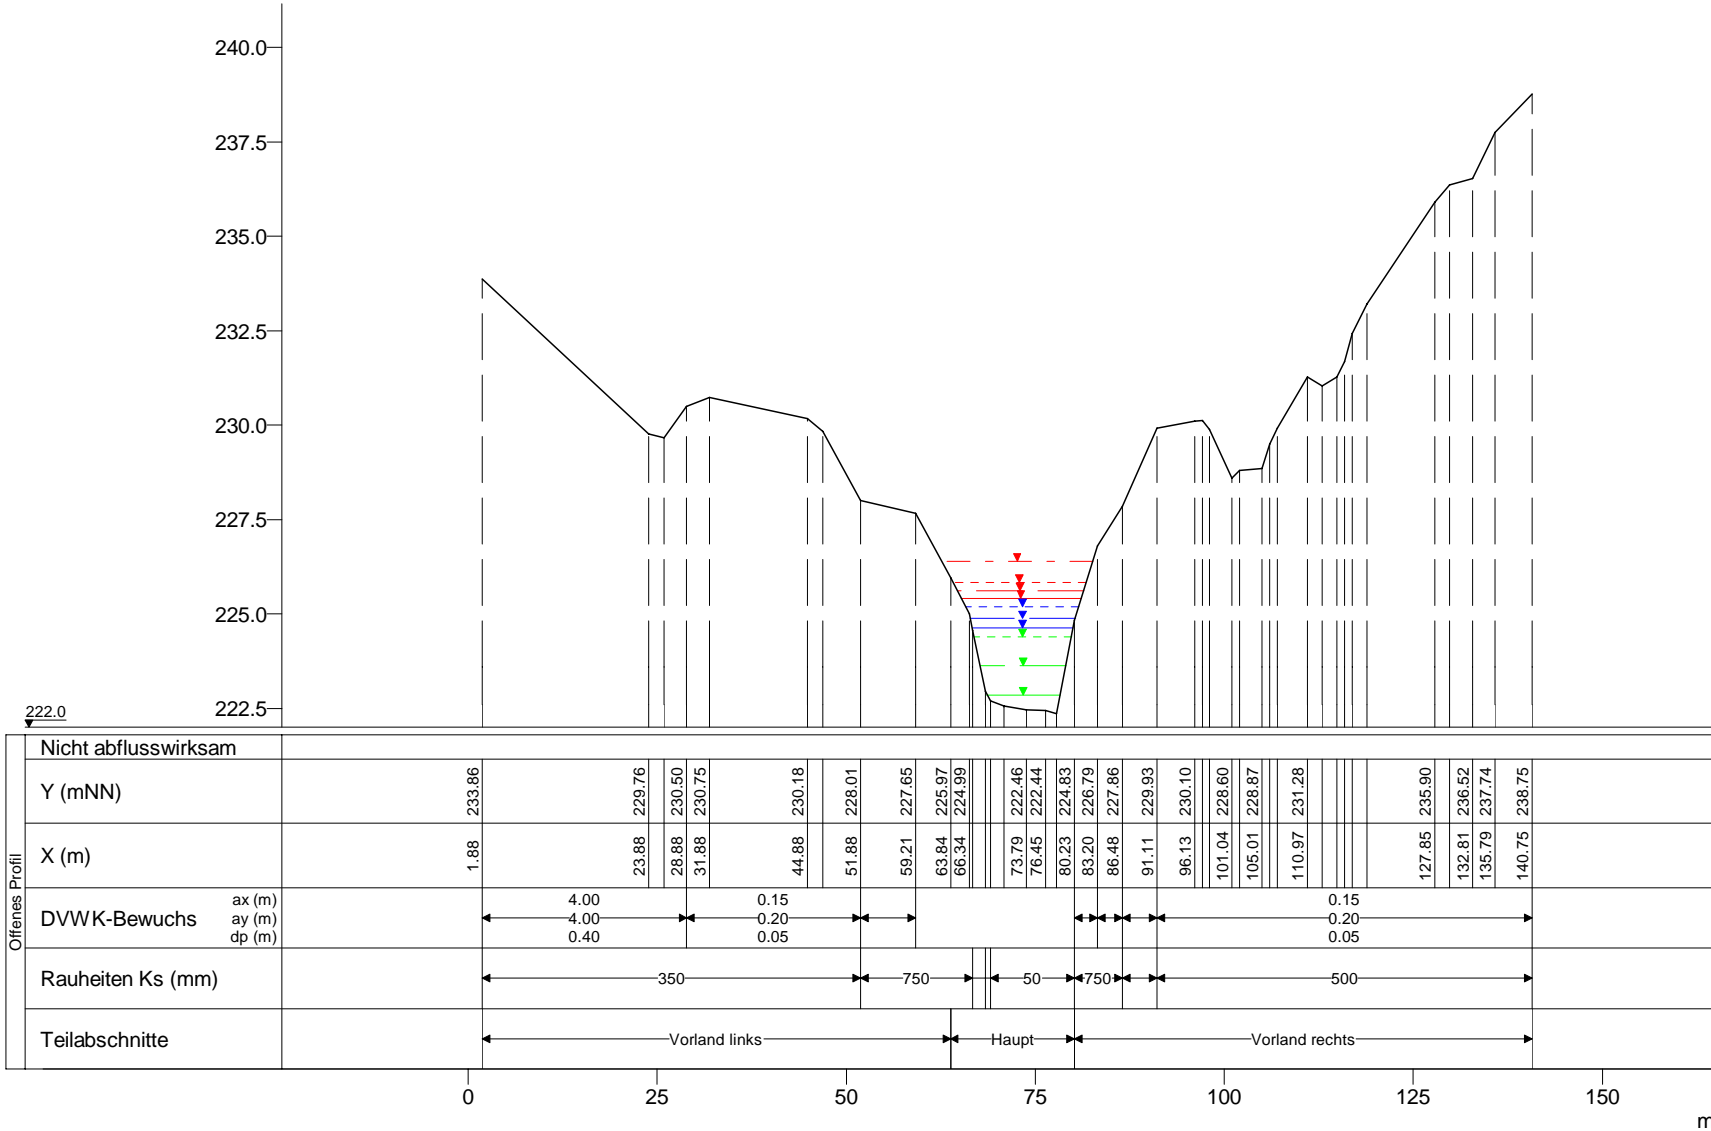 240.0
237.5
235.0
232.5
230.0
227.5
225.0
222.5
222.0
Offenes Profil
Nicht abflusswirksam
Y (mNN) 233.86 229.76 230.50 230.75 230.18 228.01 227.65 225.97 224.99 222.46 222.44 224.83 226.79 227.86 229.93 230.10 228.60 228.87 231.28 235.90 236.52 237.74 238.75
X (m) 1.88 23.88 28.88 31.88 44.88 51.88 59.21 63.84 66.34 73.79 76.45 80.23 83.20 86.48 91.11 96.13 101.04 105.01 110.97 127.85 132.81 135.79 140.75
ax (m) 4.00 0.15 0.15
DVWK-Bewuchs ay (m) 4.00 0.20 0.20
dp (m) 0.40 0.05 0.05
Rauheiten Ks (mm) 350 750 50 750 500
Teilabschnitte Vorland links Haupt Vorland rechts
0 25 50 75 100 125 150
m